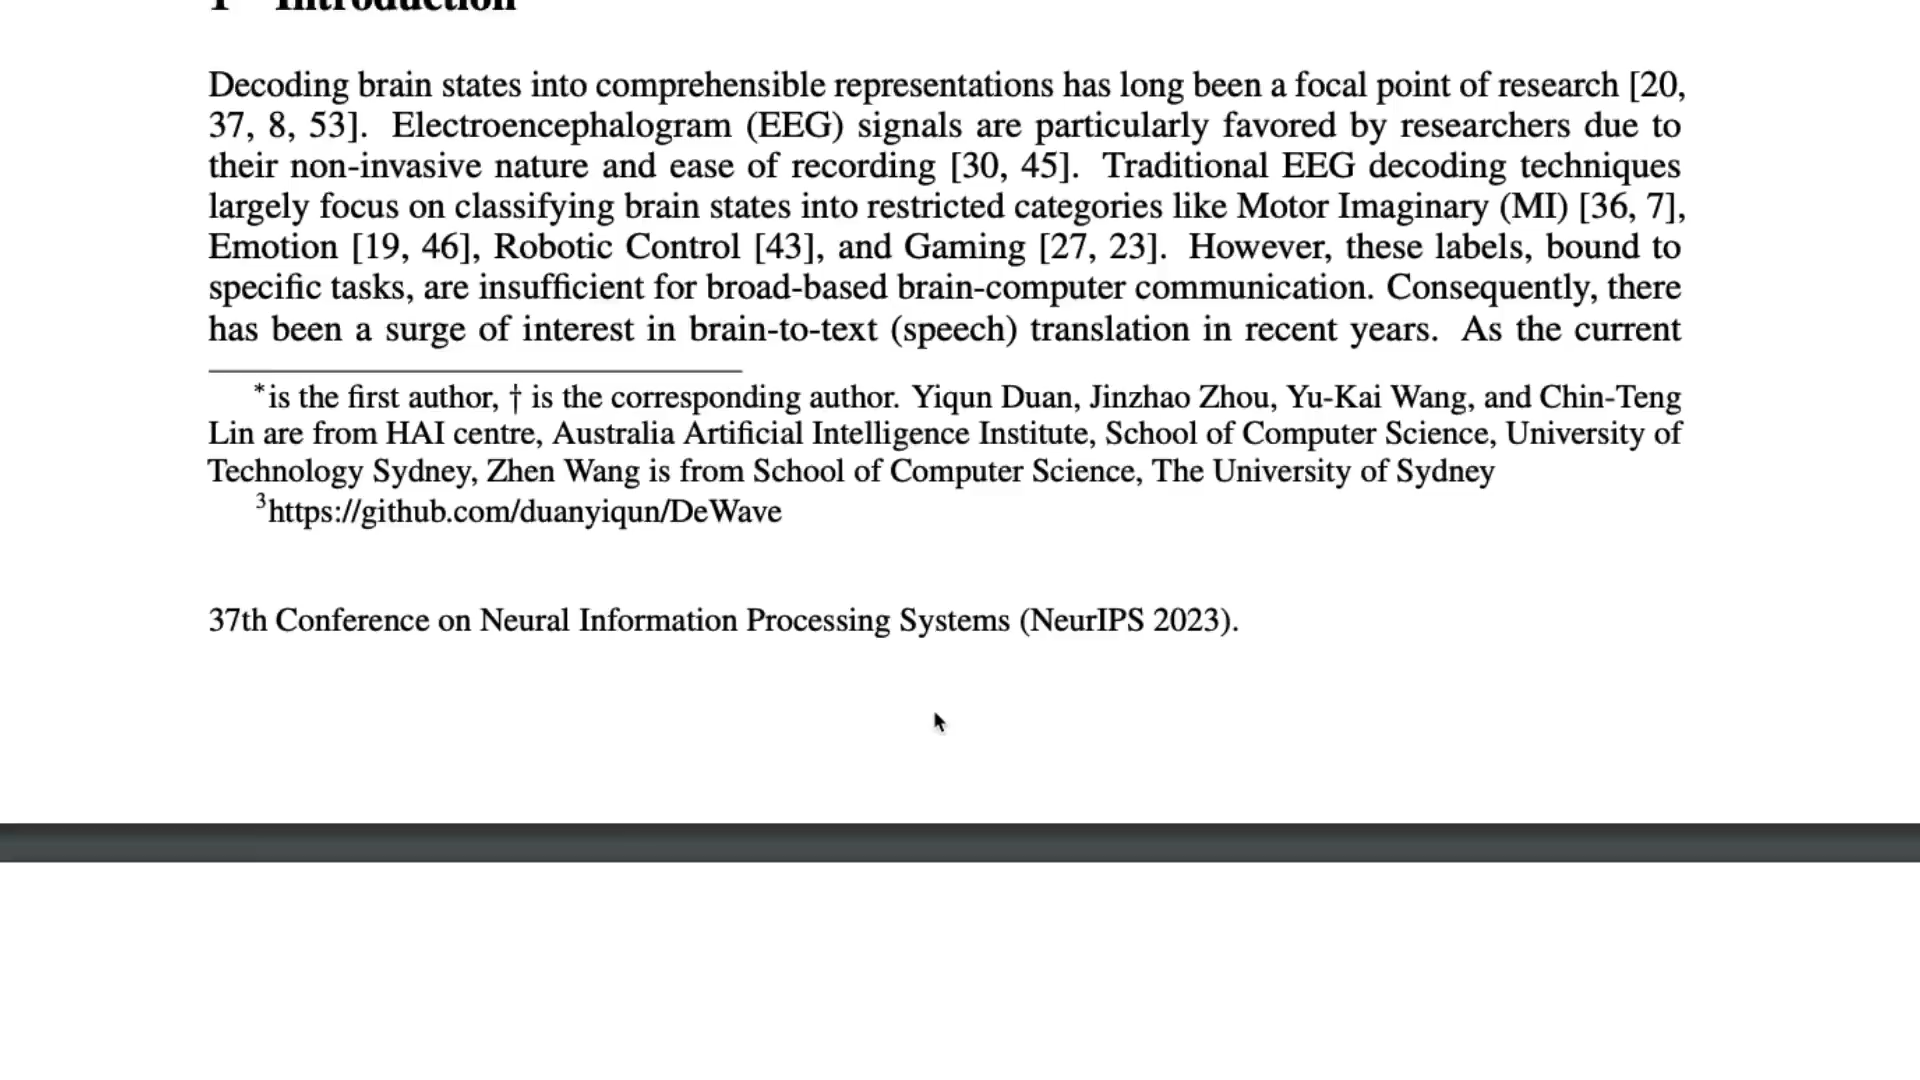 1 Introduction
Decoding brain states into comprehensible representations has long been a focal point of research [20,
37, 8, 53]. Electroencephalogram (EEG) signals are particularly favored by researchers due to
their non-invasive nature and ease of recording [30, 45]. Traditional EEG decoding techniques
largely focus on classifying brain states into restricted categories like Motor Imaginary (MI) [36, 7],
Emotion [19, 46], Robotic Control [43], and Gaming [27, 23]. However, these labels, bound to
specific tasks, are insufficient for broad-based brain-computer communication. Consequently, there
has been a surge of interest in brain-to-text (speech) translation in recent years. As the current
*is the first author, † is the corresponding author. Yiqun Duan, Jinzhao Zhou, Yu-Kai Wang, and Chin-Teng
Lin are from HAI centre, Australia Artificial Intelligence Institute, School of Computer Science, University of
Technology Sydney, Zhen Wang is from School of Computer Science, The University of Sydney
3https://github.com/duanyiqun/DeWave
37th Conference on Neural Information Processing Systems (NeurIPS 2023).